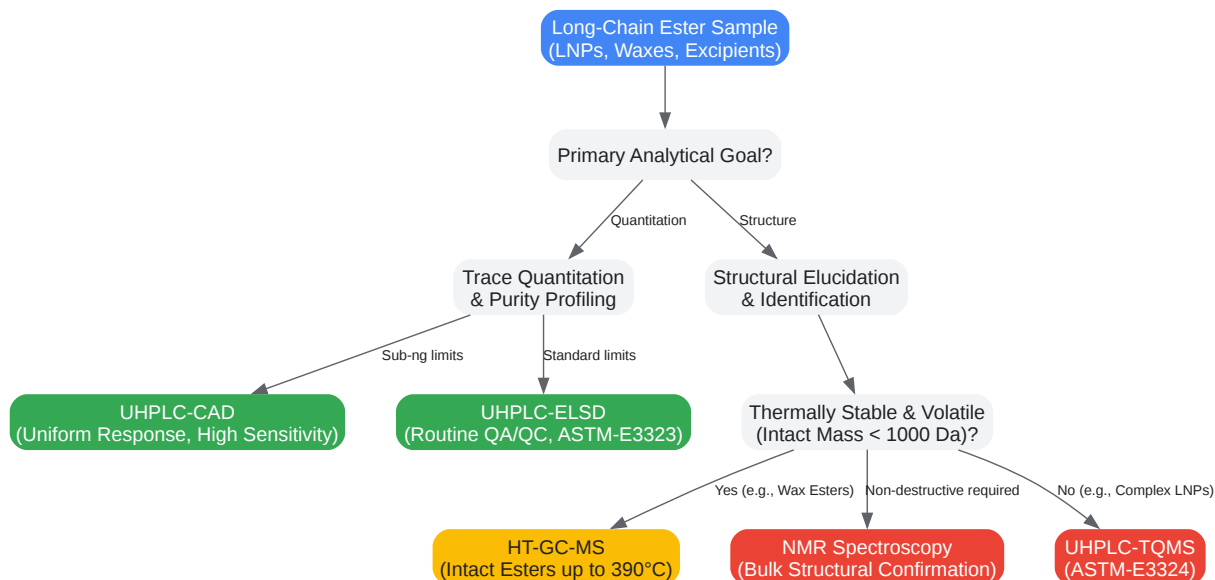 Long-Chain Ester Sample
(LNPs, Waxes, Excipients)
Primary Analytical Goal?
Quantitation
Structure
Trace Quantitation
& Purity Profiling
Structural Elucidation
& Identification
Sub-ng limits
Standard limits
UHPLC-CAD
(Uniform Response, High Sensitivity)
UHPLC-ELSD
(Routine QA/QC, ASTM-E3323)
Thermally Stable & Volatile
(Intact Mass < 1000 Da)?
Yes (e.g., Wax Esters)
Non-destructive required
No (e.g., Complex LNPs)
HT-GC-MS
(Intact Esters up to 390°C)
NMR Spectroscopy
(Bulk Structural Confirmation)
UHPLC-TQMS
(ASTM-E3324)